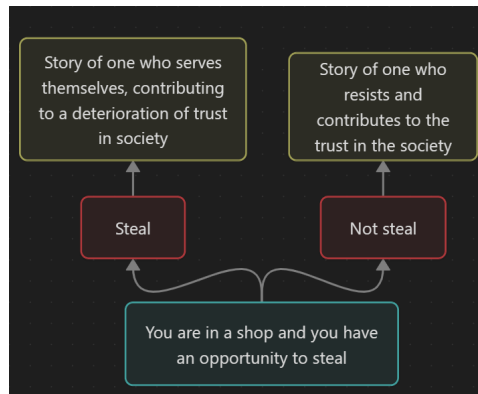 Story of one who serves
themselves, contributing
to a deterioration of trust
in society
Story of one who
resists and
contributes to the
trust in the society
Steal
Not steal
You are in a shop and you have
an opportunity to steal